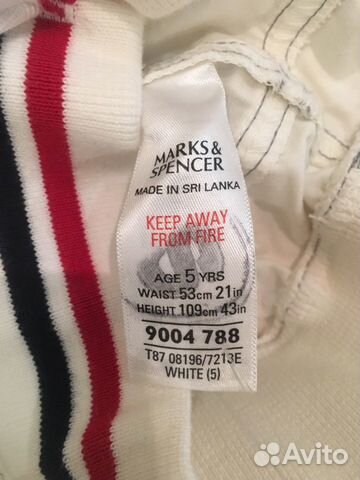 MARKS &
SPENCER
MADE IN SRI LANKA
KEEP AWAY
FROM FIRE
AGE 5 YRS
WAIST 53cm 21in
HEIGHT 109cm 43in
9004 788
T87 08196/7213E
WHITE (5)
Avito